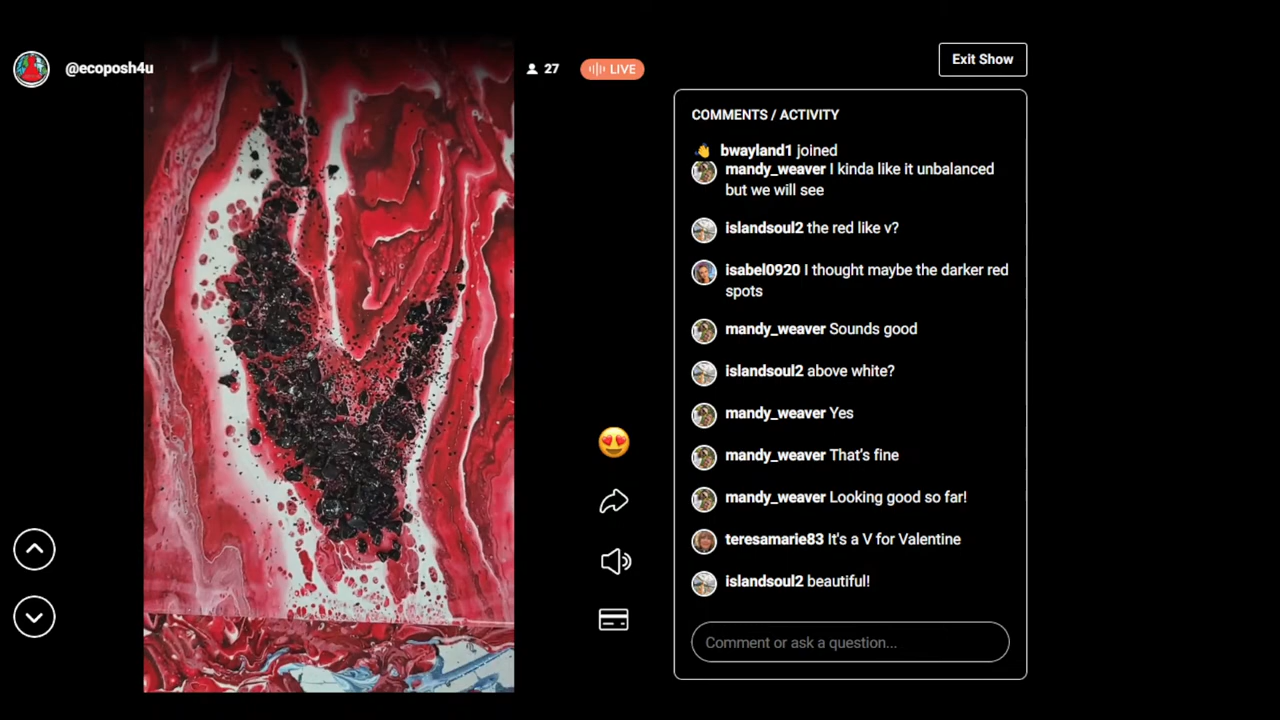 @ecoposh4u
27
LIVE
Exit Show
COMMENTS / ACTIVITY
👋 bwayland1 joined
mandy_weaver I kinda like it unbalanced
but we will see
islandsoul2 the red like v?
isabel0920 I thought maybe the darker red
spots
mandy_weaver Sounds good
islandsoul2 above white?
mandy_weaver Yes
mandy_weaver That's fine
mandy_weaver Looking good so far!
teresamarie83 It's a V for Valentine
islandsoul2 beautiful!
Comment or ask a question...